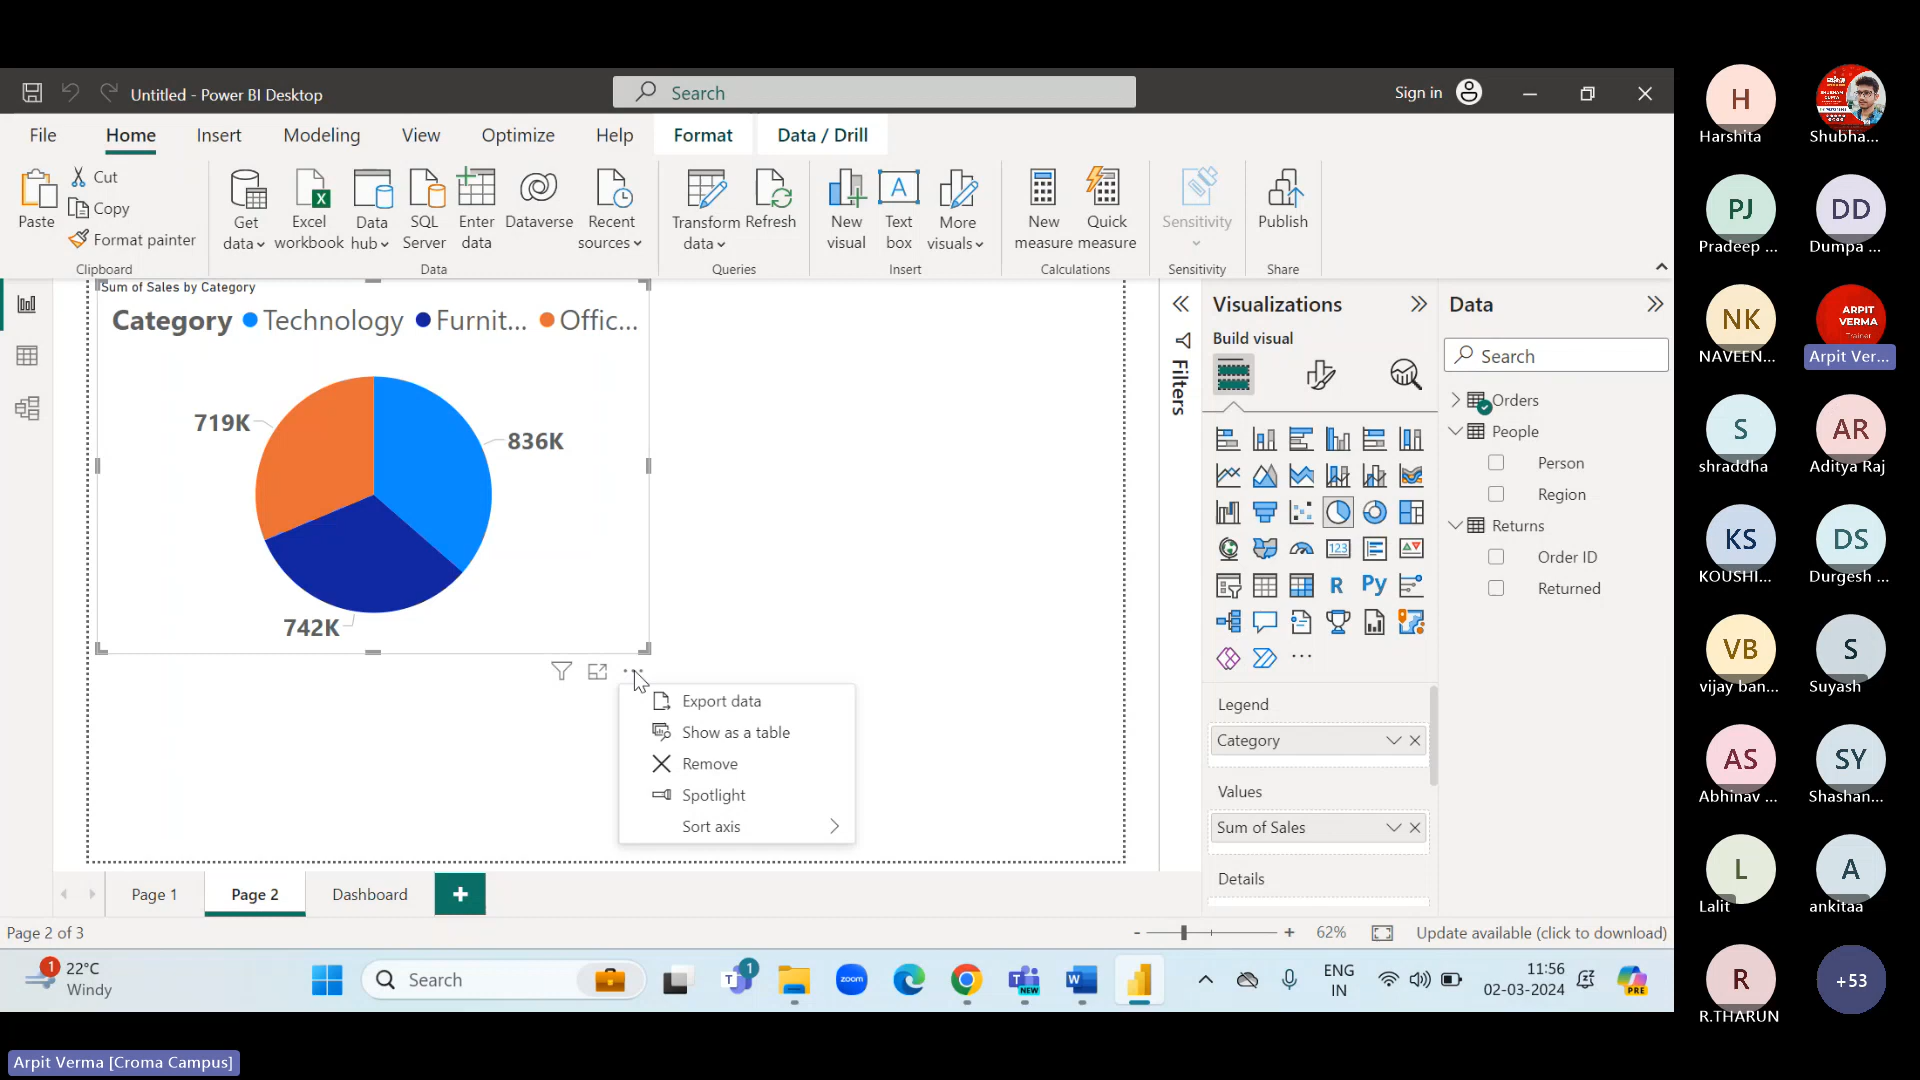 Untitled - Power BI Desktop
Search
Sign in
File Home Insert Modeling View Optimize Help Format Data / Drill
Paste
Cut
Copy
Format painter
Clipboard
Get data
Excel workbook
Data hub
SQL Server
Enter data
Dataverse
Recent sources
Data
Transform data
Refresh
Queries
New visual
Text box
More visuals
Insert
New measure
Quick measure
Calculations
Sensitivity
Sensitivity
Publish
Share
Sum of Sales by Category
Category Technology Furnit... Offic...
719K
836K
742K
Export data
Show as a table
Remove
Spotlight
Sort axis
Filters
Visualizations
Build visual
123
R
Py
Legend
Category
Values
Sum of Sales
Details
Data
Search
Orders
People
Person
Region
Returns
Order ID
Returned
Page 1 Page 2 Dashboard +
Page 2 of 3
- + 62%
Update available (click to download)
1
22°C
Windy
Search
1
zoom
NEW
ENG
IN
11:56
02-03-2024
PRE
H
Harshita
Shubha...
PJ
Pradeep ...
DD
Dumpa ...
NK
NAVEEN...
ARPIT
VERMA
Trainer
Arpit Ver...
S
shraddha
AR
Aditya Raj
KS
KOUSHI...
DS
Durgesh ...
VB
vijay ban...
S
Suyash
AS
Abhinav ...
SY
Shashan...
L
Lalit
A
ankitaa
R
R.THARUN
+53
Arpit Verma [Croma Campus]